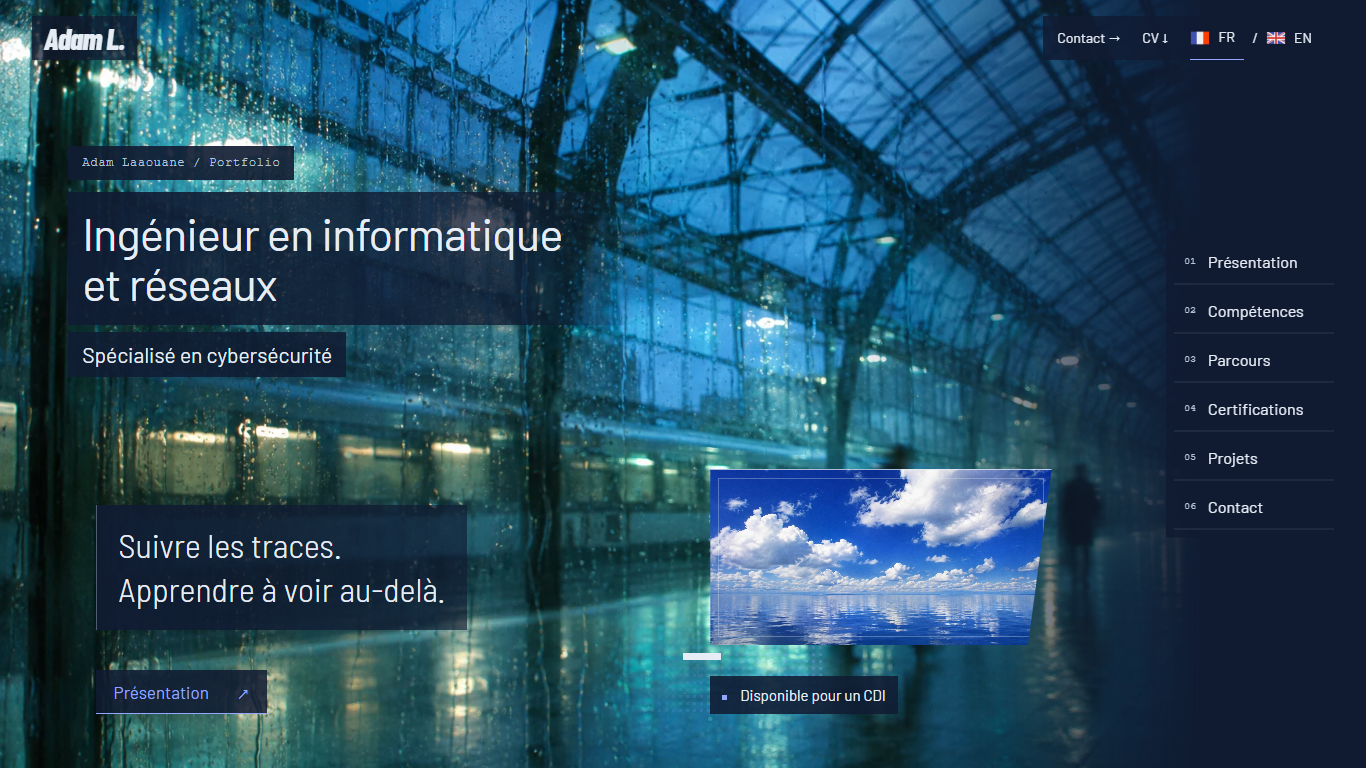 Adam L.
Contact → CV ↓ FR / EN
Adam Laaouane / Portfolio
Ingénieur en informatique
et réseaux
Spécialisé en cybersécurité
01 Présentation
02 Compétences
03 Parcours
04 Certifications
05 Projets
06 Contact
Suivre les traces.
Apprendre à voir au-delà.
Présentation ↗
Disponible pour un CDI